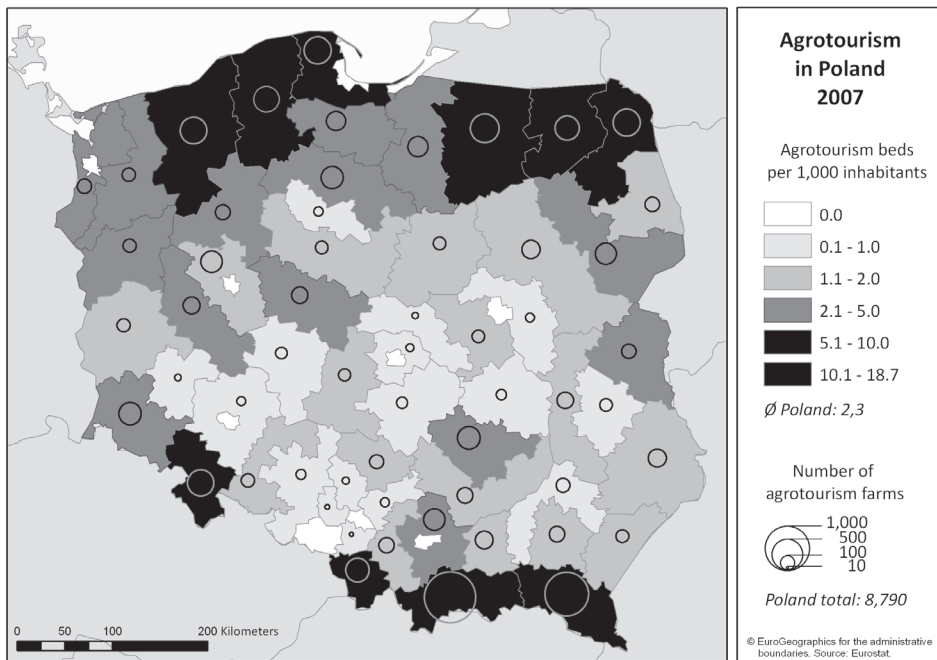 Agrotourism
in Poland
2007
Agrotourism beds
per 1,000 inhabitants
0.0
0.1 - 1.0
1.1 - 2.0
2.1 - 5.0
5.1 - 10.0
10.1 - 18.7
Ø Poland: 2,3
Number of
agrotourism farms
1,000
500
100
10
Poland total: 8,790
0 50 100 200 Kilometers
© EuroGeographics for the administrative
boundaries. Source: Eurostat.